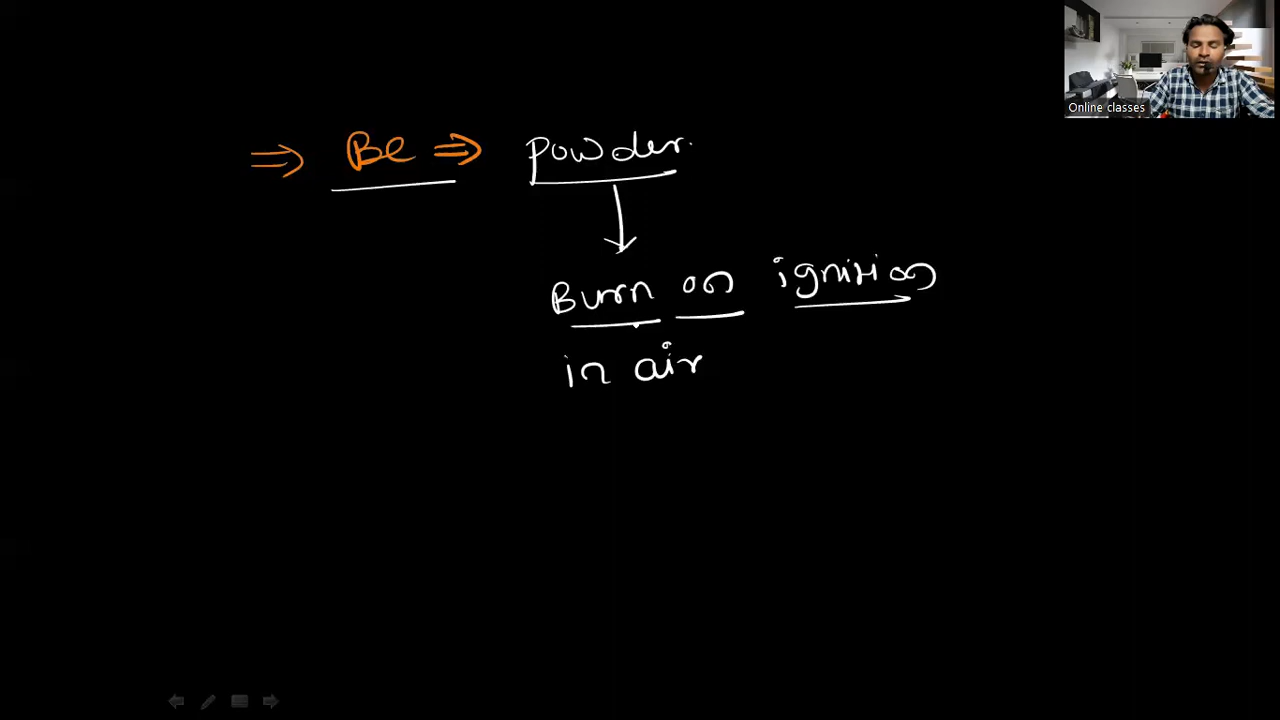 Online classes
⇒ Be ⇒ powder.
Burn on ignition
in air